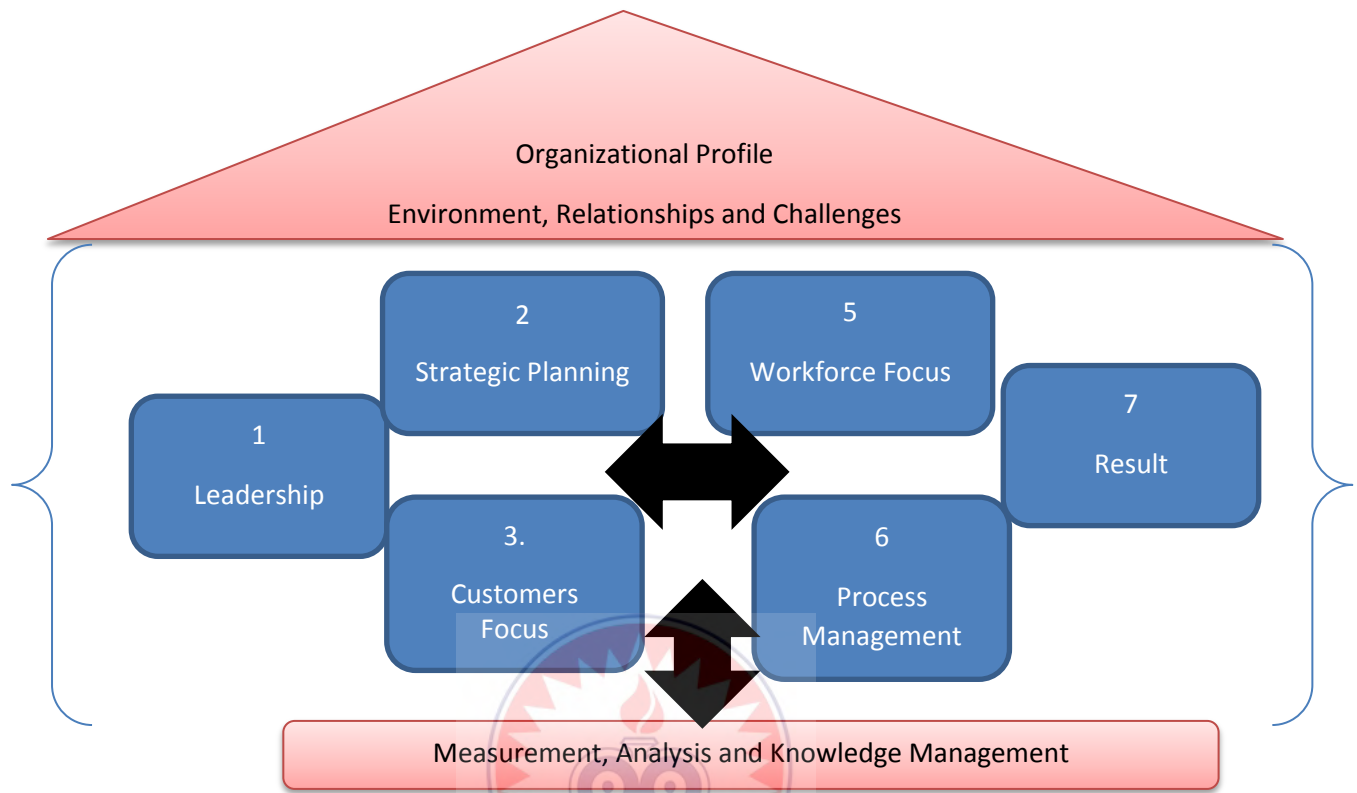 Organizational Profile
Environment, Relationships and Challenges
2
Strategic Planning
5
Workforce Focus
1
Leadership
7
Result
3.
Customers
Focus
6
Process
Management
Measurement, Analysis and Knowledge Management